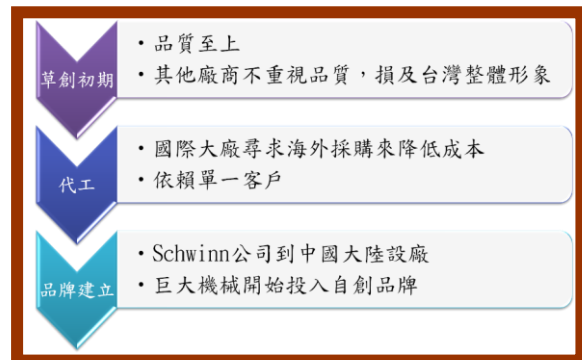 草創初期
・品質至上
・其他廠商不重視品質，損及台灣整體形象
代工
・國際大廠尋求海外採購來降低成本
・依賴單一客戶
品牌建立
・Schwinn公司到中國大陸設廠
・巨大機械開始投入自創品牌